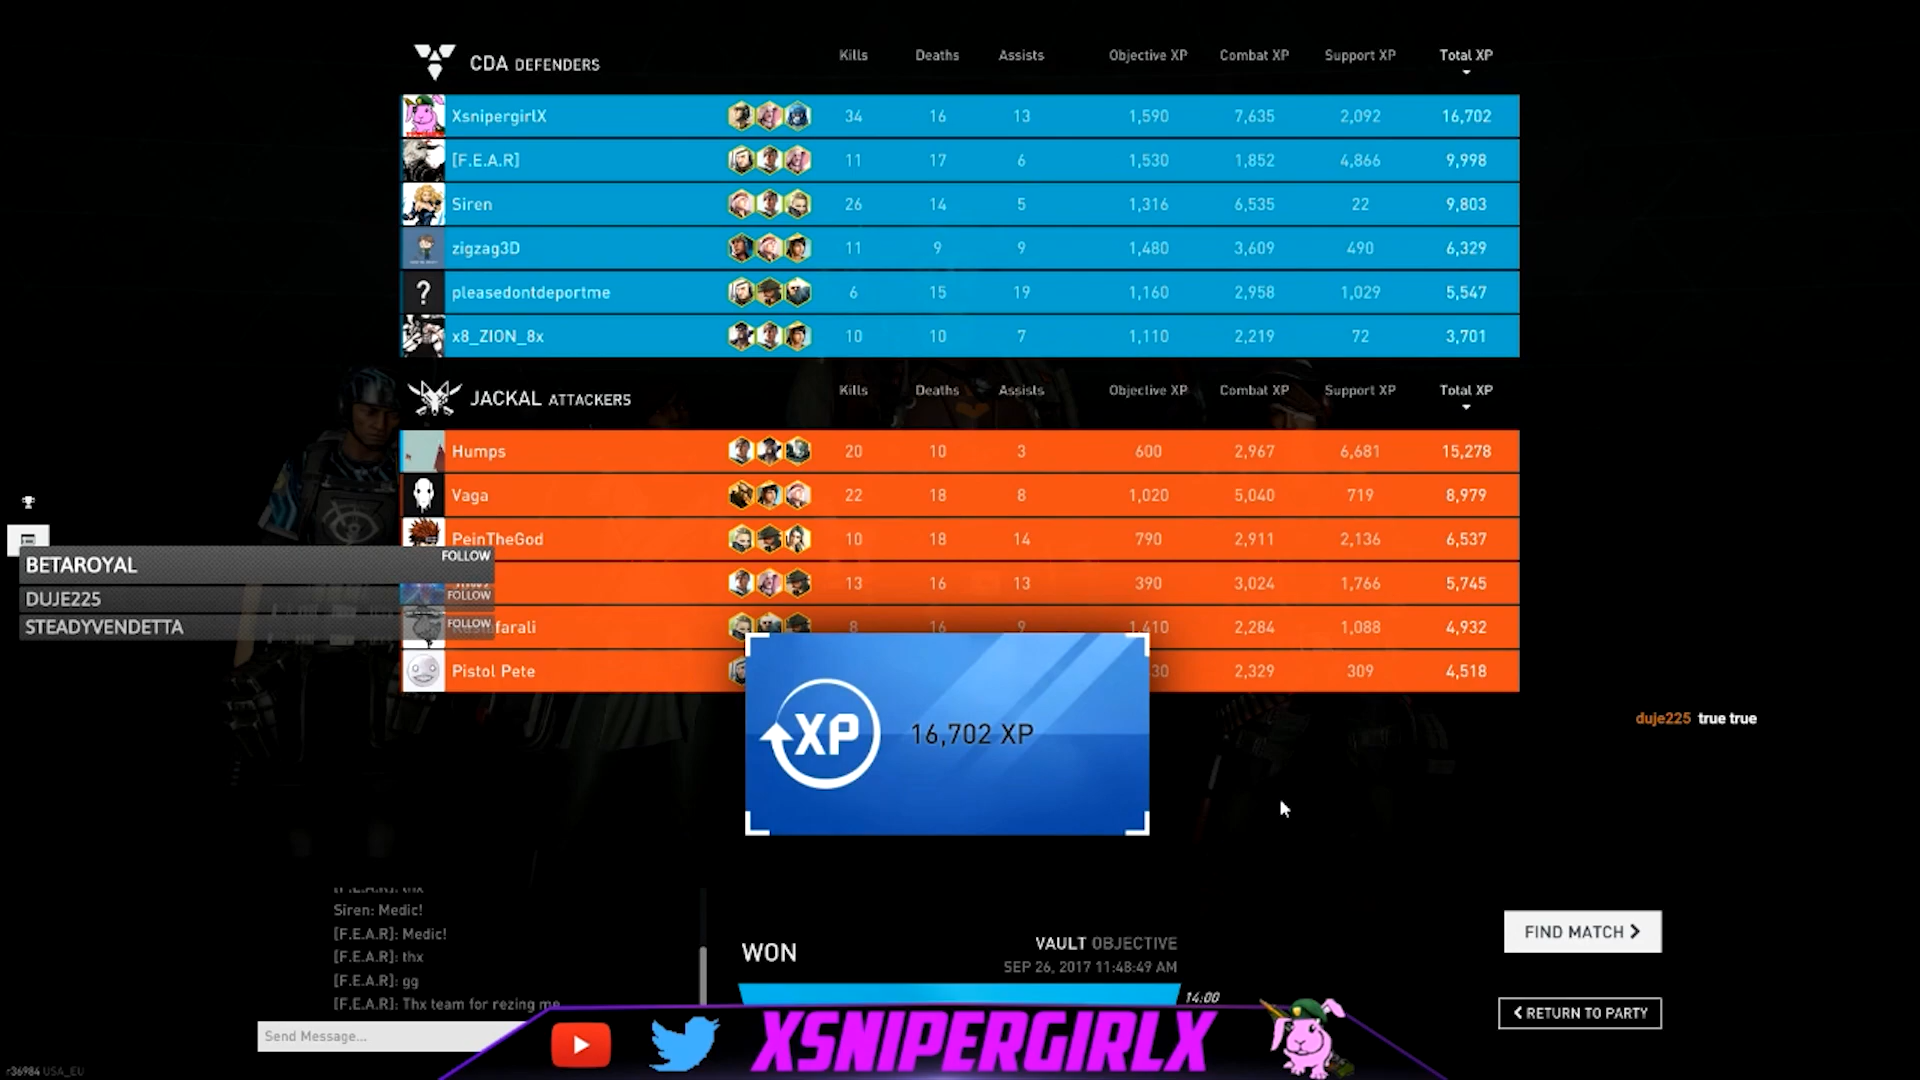 CDA DEFENDERS Kills Deaths Assists Objective XP Combat XP Support XP Total XP
XsnipergirlX 34 16 13 1,590 7,635 2,092 16,702
[F.E.A.R] 11 17 6 1,530 1,852 4,866 9,998
Siren 26 14 5 1,316 6,535 22 9,803
zigzag3D 11 9 9 1,480 3,609 490 6,329
? pleasedontdeportme 6 15 19 1,160 2,958 1,029 5,547
x8_ZION_8x 10 10 7 1,110 2,219 72 3,701
JACKAL ATTACKERS Kills Deaths Assists Objective XP Combat XP Support XP Total XP
Humps 20 10 3 600 2,967 6,681 15,278
Vaga 22 18 8 1,020 5,040 719 8,979
PeinTheGod 10 18 14 790 2,911 2,136 6,537
13 16 13 390 3,024 1,766 5,745
farali 8 16 9 1,410 2,284 1,088 4,932
Pistol Pete 30 2,329 309 4,518
BETAROYAL FOLLOW
DUJE225 FOLLOW
STEADYVENDETTA FOLLOW
XP 16,702 XP
duje225 true true
[F.E.A.R]: thx
Siren: Medic!
[F.E.A.R]: Medic!
[F.E.A.R]: thx
[F.E.A.R]: gg
[F.E.A.R]: Thx team for rezing me
Send Message...
WON
VAULT OBJECTIVE
SEP 26, 2017 11:48:49 AM
14:00
FIND MATCH
RETURN TO PARTY
XSNIPERGIRLX
r36984 USA_EU